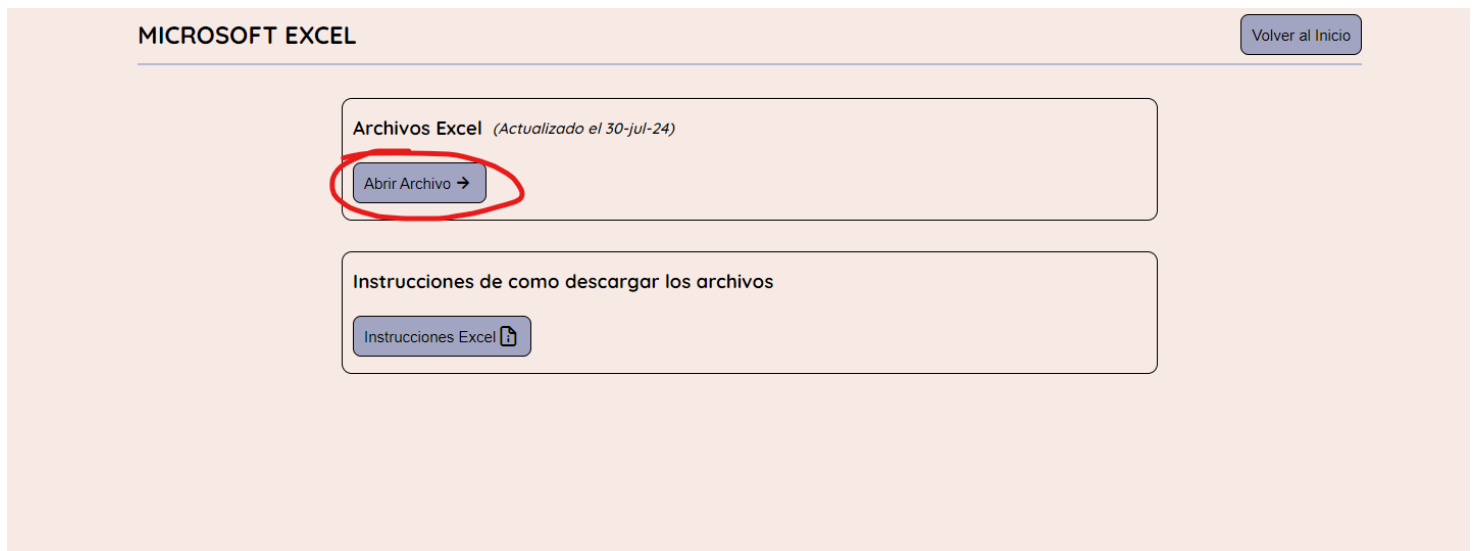 MICROSOFT EXCEL
Volver al Inicio
Archivos Excel (Actualizado el 30-jul-24)
Abrir Archivo →
Instrucciones de como descargar los archivos
Instrucciones Excel